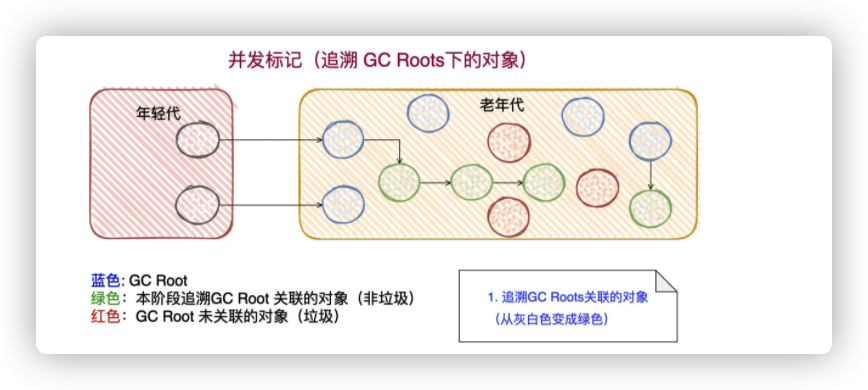 并发标记（追溯 GC Roots下的对象）
年轻代
老年代
蓝色: GC Root
绿色：本阶段追溯GC Root 关联的对象（非垃圾）
红色：GC Root 未关联的对象（垃圾）
1. 追溯GC Roots关联的对象
（从灰白色变成绿色）